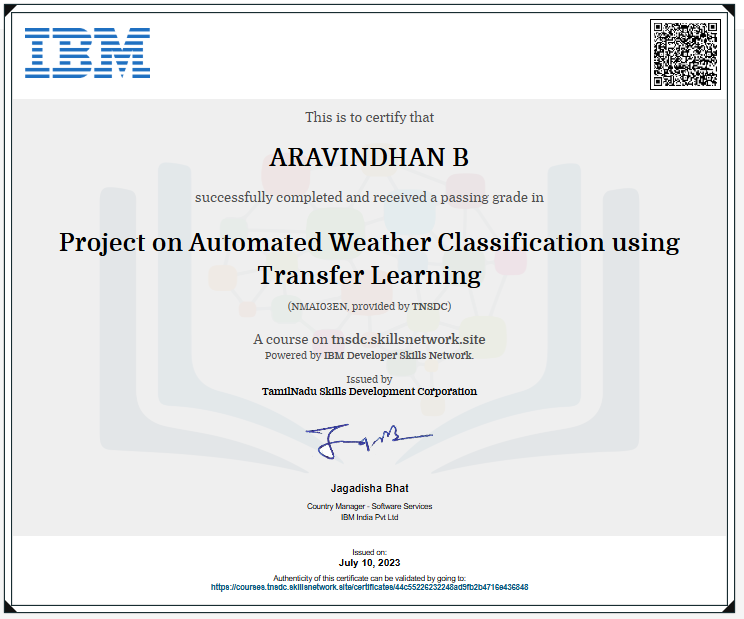 IBM
This is to certify that
ARAVINDHAN B
successfully completed and received a passing grade in
Project on Automated Weather Classification using
Transfer Learning
(NMAI03EN, provided by TNSDC)
A course on tnsdc.skillsnetwork.site
Powered by IBM Developer Skills Network.
Issued by
TamilNadu Skills Development Corporation
Jagadisha Bhat
Country Manager - Software Services
IBM India Pvt Ltd
Issued on:
July 10, 2023
Authenticity of this certificate can be validated by going to:
https://courses.tnsdc.skillsnetwork.site/certificates/44c55226232248ad9fb2b4716e436848